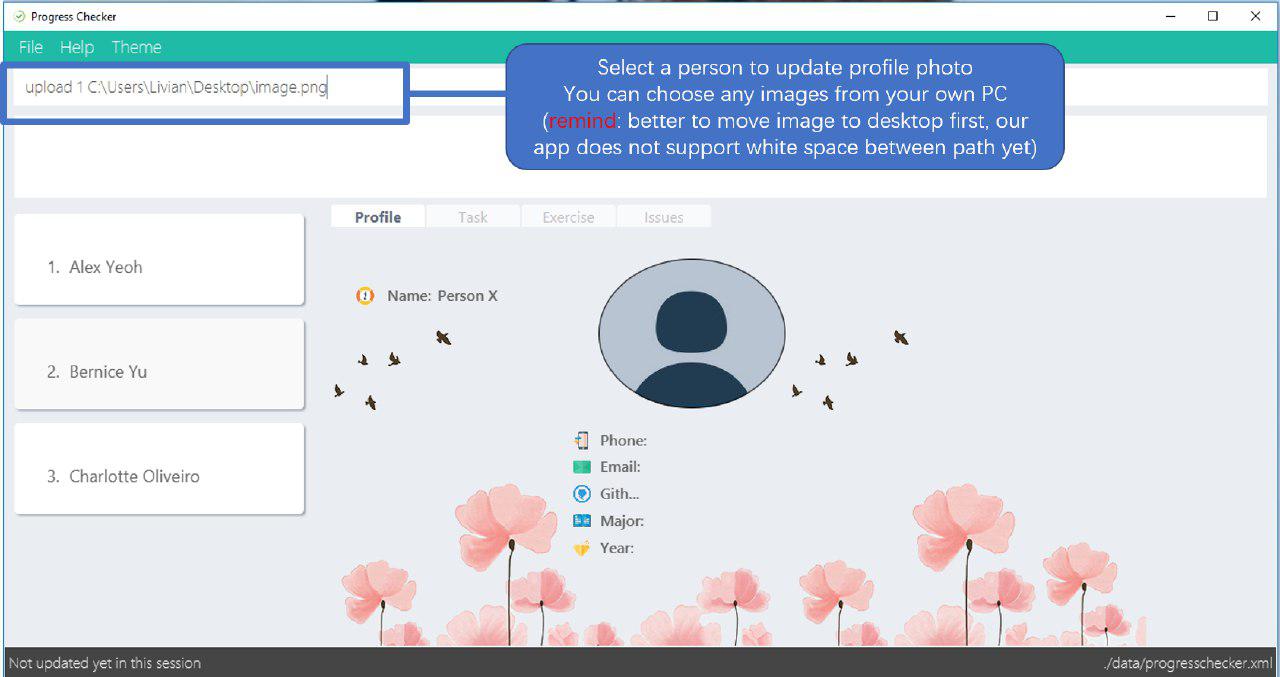 Progress Checker
File Help Theme
upload 1 C:\Users\Livian\Desktop\image.png
Select a person to update profile photo
You can choose any images from your own PC
(remind: better to move image to desktop first, our
app does not support white space between path yet)
Profile Task Exercise Issues
1. Alex Yeoh
2. Bernice Yu
3. Charlotte Oliveiro
Name: Person X
Phone:
Email:
Gith...
Major:
Year:
Not updated yet in this session
./data/progresschecker.xml